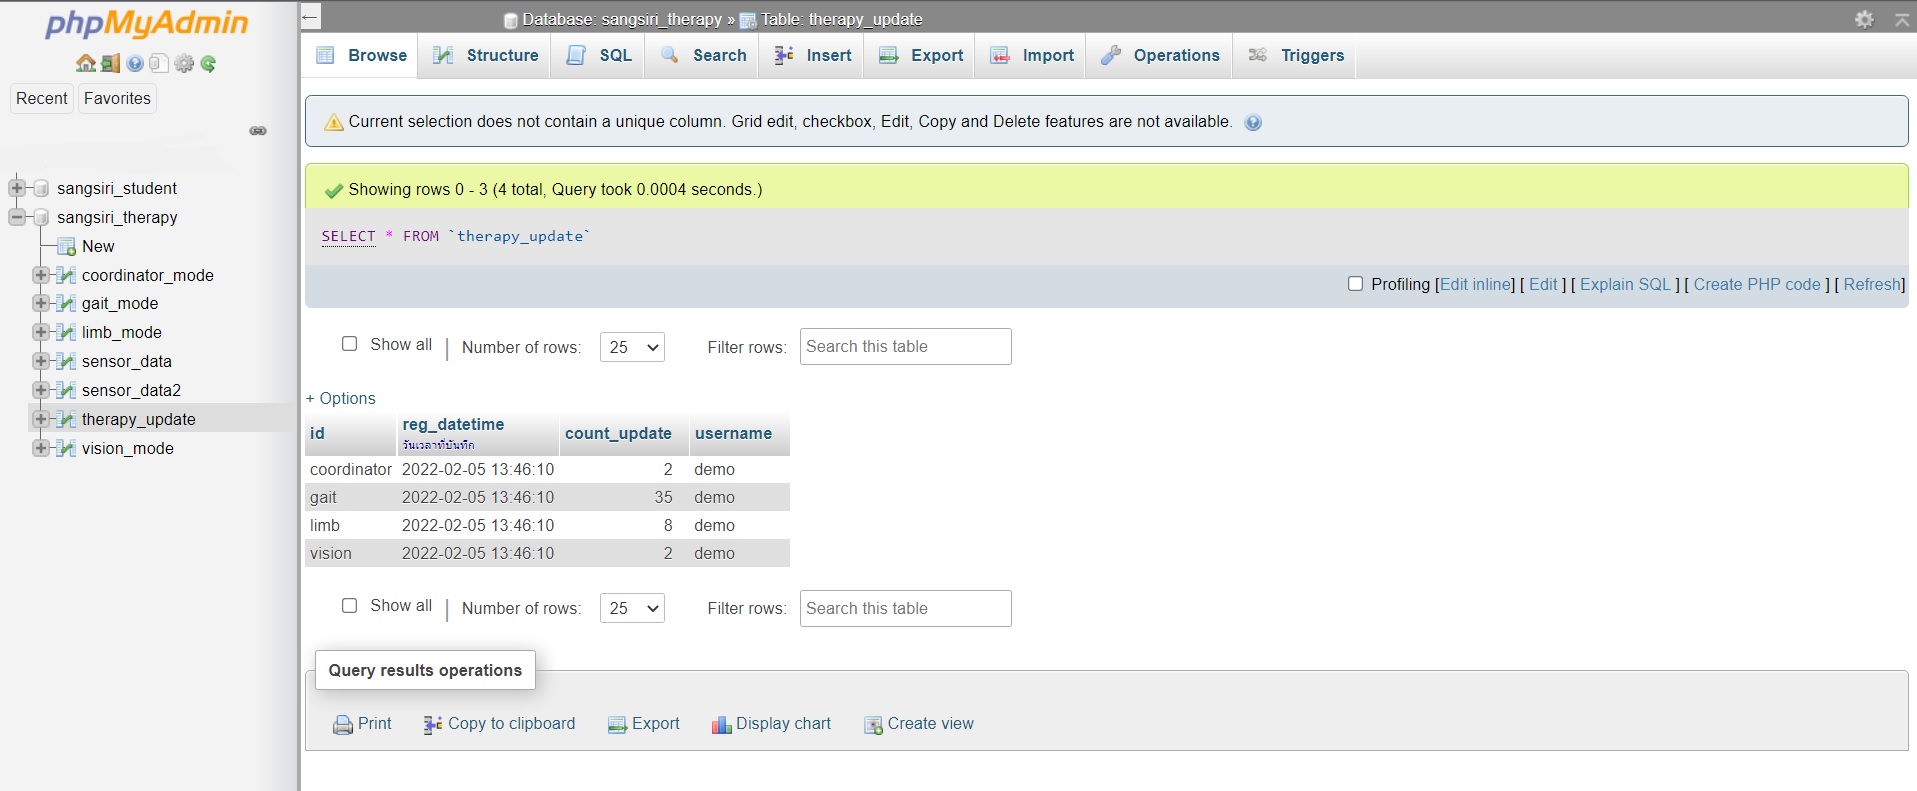 phpMyAdmin
Recent Favorites
sangsiri_student
sangsiri_therapy
New
coordinator_mode
gait_mode
limb_mode
sensor_data
sensor_data2
therapy_update
vision_mode
Database: sangsiri_therapy » Table: therapy_update
Browse Structure SQL Search Insert Export Import Operations Triggers
Current selection does not contain a unique column. Grid edit, checkbox, Edit, Copy and Delete features are not available.
Showing rows 0 - 3 (4 total, Query took 0.0004 seconds.)
SELECT * FROM `therapy_update`
Profiling [Edit inline] [ Edit ] [ Explain SQL ] [ Create PHP code ] [ Refresh]
Show all | Number of rows: 25 Filter rows: Search this table
+ Options
id reg_datetime count_update username
วันเวลาที่บันทึก
coordinator 2022-02-05 13:46:10 2 demo
gait 2022-02-05 13:46:10 35 demo
limb 2022-02-05 13:46:10 8 demo
vision 2022-02-05 13:46:10 2 demo
Show all | Number of rows: 25 Filter rows: Search this table
Query results operations
Print Copy to clipboard Export Display chart Create view